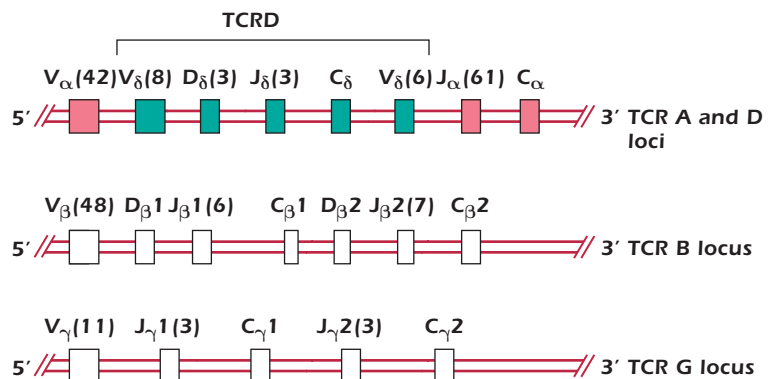 TCRD
Vα(42) Vδ(8) Dδ(3) Jδ(3) Cδ Vδ(6) Jα(61) Cα
5′ 3′ TCR A and D
loci
Vβ(48) Dβ1 Jβ1(6) Cβ1 Dβ2 Jβ2(7) Cβ2
5′ 3′ TCR B locus
Vγ(11) Jγ1(3) Cγ1 Jγ2(3) Cγ2
5′ 3′ TCR G locus